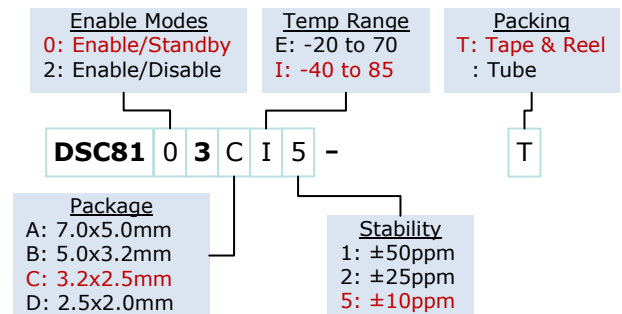 Enable Modes
0: Enable/Standby
2: Enable/Disable
Temp Range
E: -20 to 70
I: -40 to 85
Packing
T: Tape & Reel
: Tube
DSC81 0 3 C I 5 – T
Package
A: 7.0x5.0mm
B: 5.0x3.2mm
C: 3.2x2.5mm
D: 2.5x2.0mm
Stability
1: ±50ppm
2: ±25ppm
5: ±10ppm